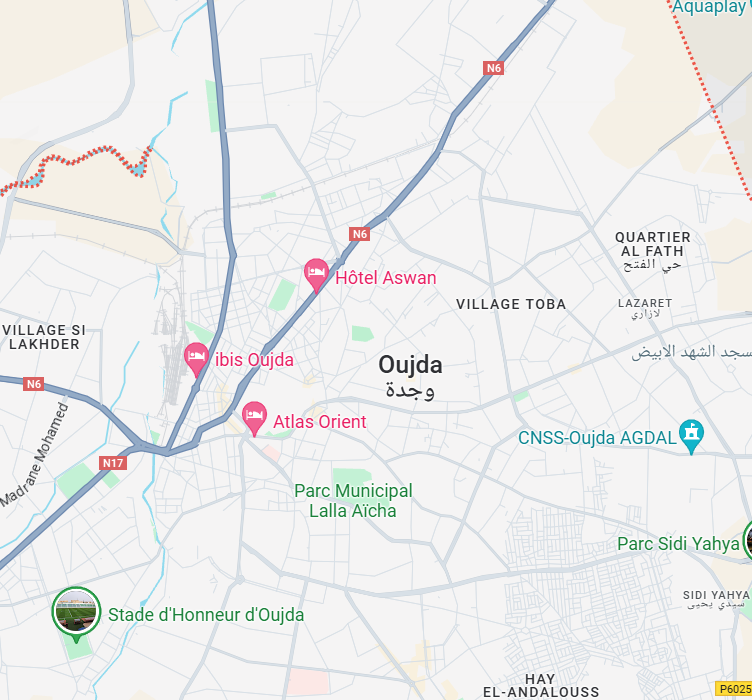 Aquaplay
N6
N6
QUARTIER
AL FATH
حي الفتح
Hôtel Aswan
VILLAGE TOBA
LAZARET
لازاري
VILLAGE SI
LAKHDER
ibis Oujda
مسجد الشهد الابيض
Oujda
وجدة
N6
Atlas Orient
CNSS-Oujda AGDAL
Madrane Mohamed
N17
Parc Municipal
Lalla Aïcha
Parc Sidi Yahya
SIDI YAHYA
سيدي يحيى
Stade d'Honneur d'Oujda
HAY
EL-ANDALOUSS
P6025